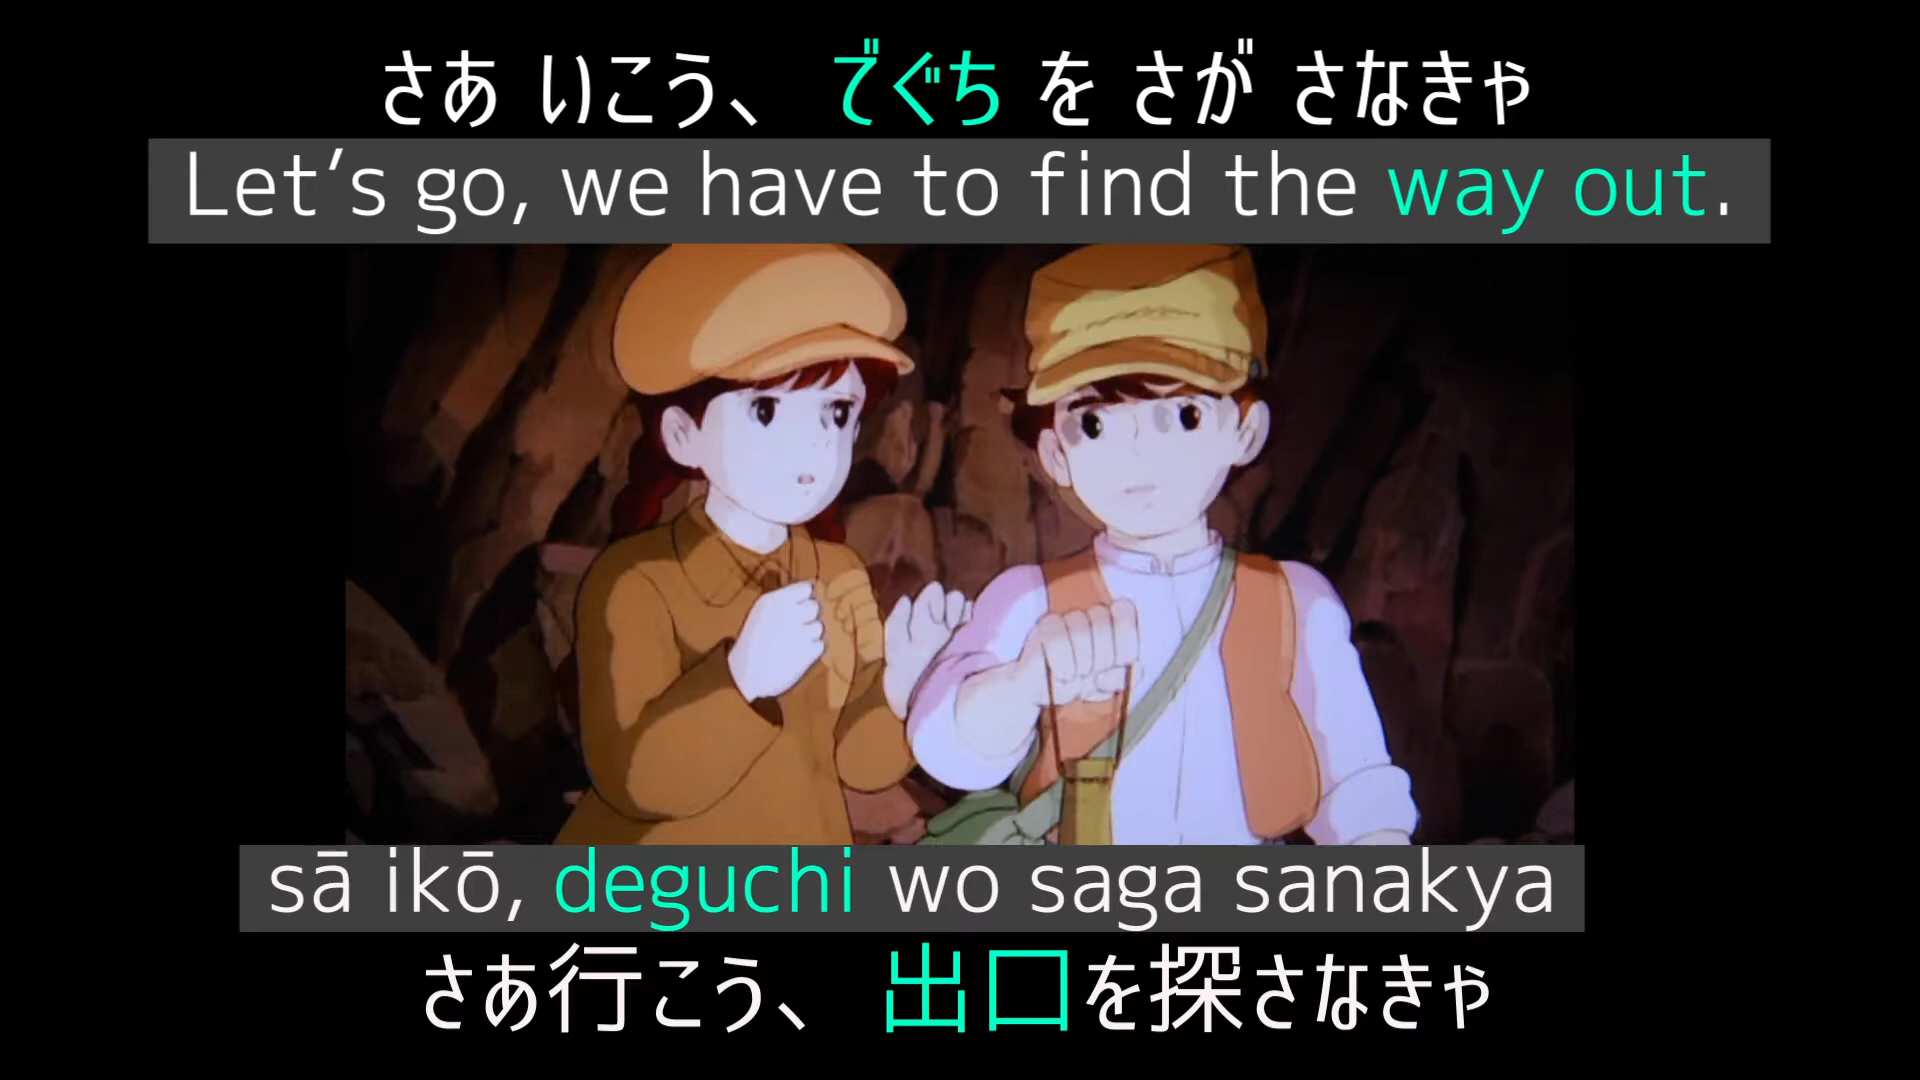 さあ いこう、 でぐち を さが さなきゃ
Let’s go, we have to find the way out.
sā ikō, deguchi wo saga sanakya
さあ行こう、 出口を探さなきゃ